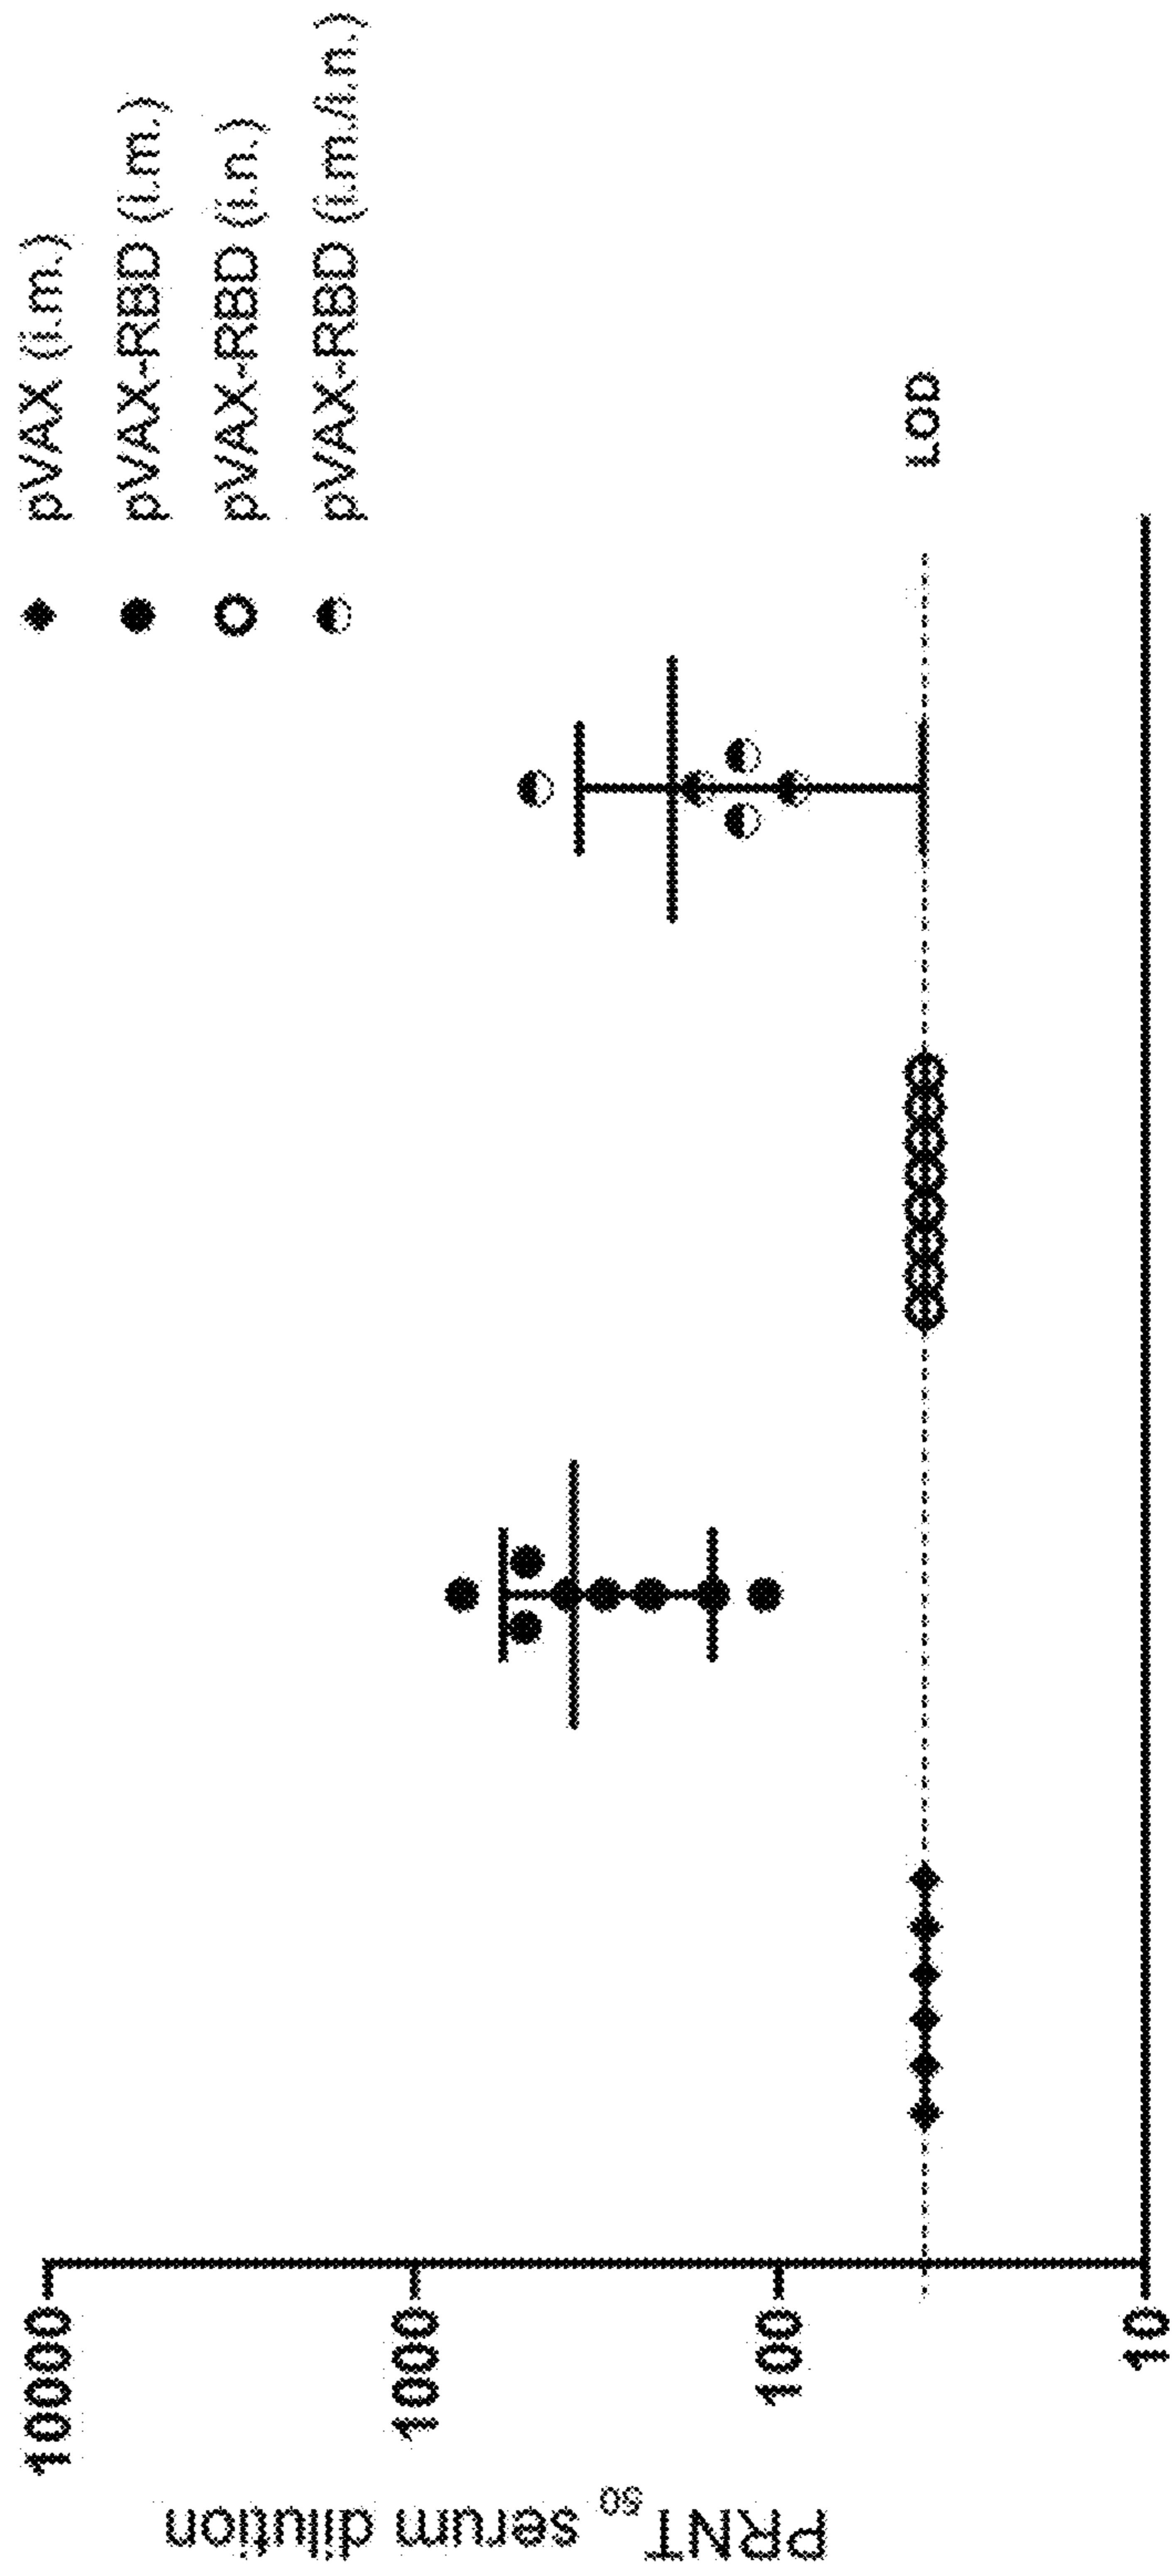 pVAX (i.m.)
pVAX-RBD (i.m.)
pVAX-RBD (i.n.)
pVAX-RBD (i.m/i.n.)
PRNT50 serum dilution
10000
1000
100
10
LOD